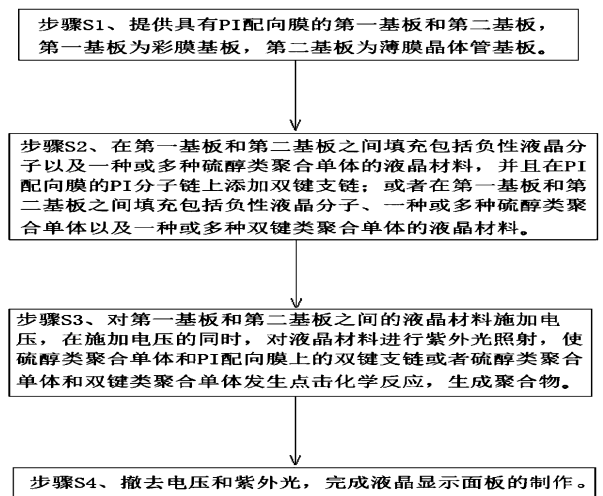 步骤S1、提供具有PI配向膜的第一基板和第二基板，
第一基板为彩膜基板，第二基板为薄膜晶体管基板。
步骤S2、在第一基板和第二基板之间填充包括负性液晶分
子以及一种或多种硫醇类聚合单体的液晶材料，并且在PI
配向膜的PI分子链上添加双键支链；或者在第一基板和第
二基板之间填充包括负性液晶分子、一种或多种硫醇类聚
合单体以及一种或多种双键类聚合单体的液晶材料。
步骤S3、对第一基板和第二基板之间的液晶材料施加电
压，在施加电压的同时，对液晶材料进行紫外光照射，使
硫醇类聚合单体和PI配向膜上的双键支链或者硫醇类聚合
单体和双键类聚合单体发生点击化学反应，生成聚合物。
步骤S4、撤去电压和紫外光，完成液晶显示面板的制作。